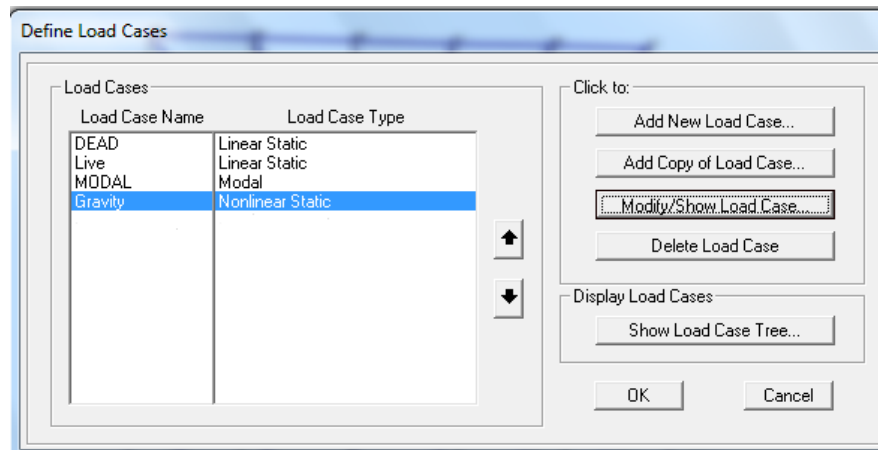 Define Load Cases
Load Cases
Load Case Name Load Case Type
DEAD Linear Static
Live Linear Static
MODAL Modal
Gravity Nonlinear Static
Click to:
Add New Load Case...
Add Copy of Load Case...
Modify/Show Load Case...
Delete Load Case
Display Load Cases
Show Load Case Tree...
OK Cancel